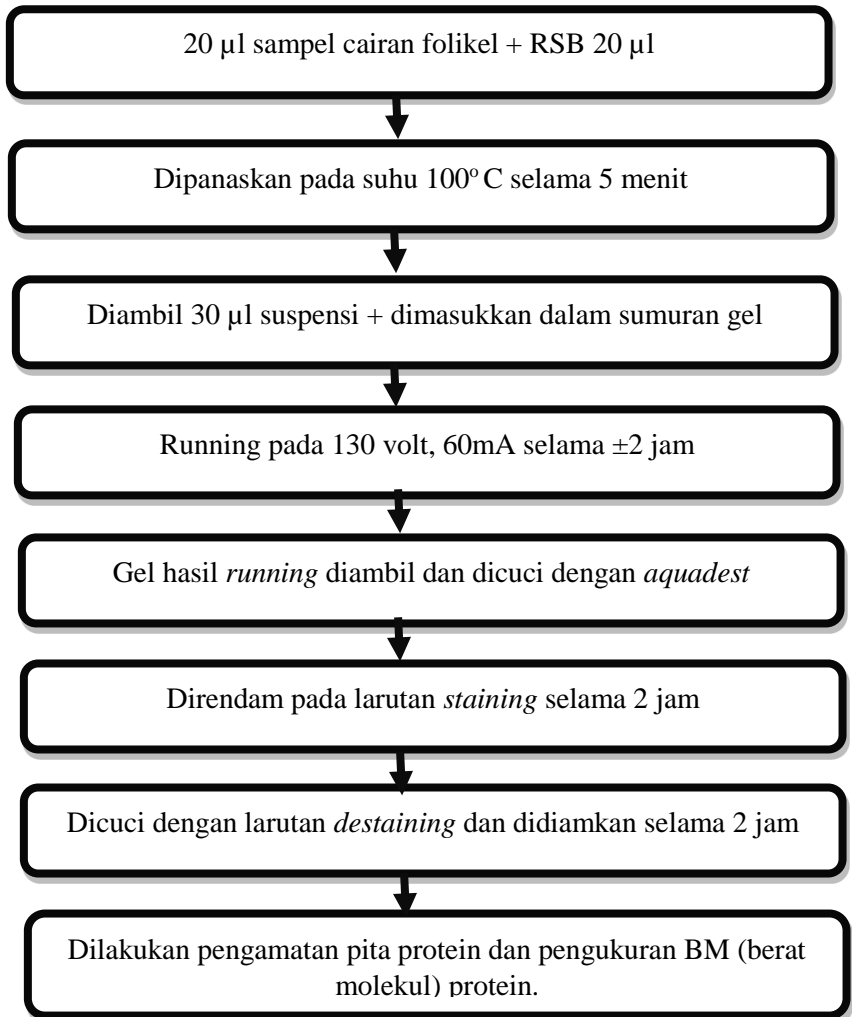 20 µl sampel cairan folikel + RSB 20 µl
Dipanaskan pada suhu 100º C selama 5 menit
Diambil 30 µl suspensi + dimasukkan dalam sumuran gel
Running pada 130 volt, 60mA selama ±2 jam
Gel hasil running diambil dan dicuci dengan aquadest
Direndam pada larutan staining selama 2 jam
Dicuci dengan larutan destaining dan didiamkan selama 2 jam
Dilakukan pengamatan pita protein dan pengukuran BM (berat
molekul) protein.